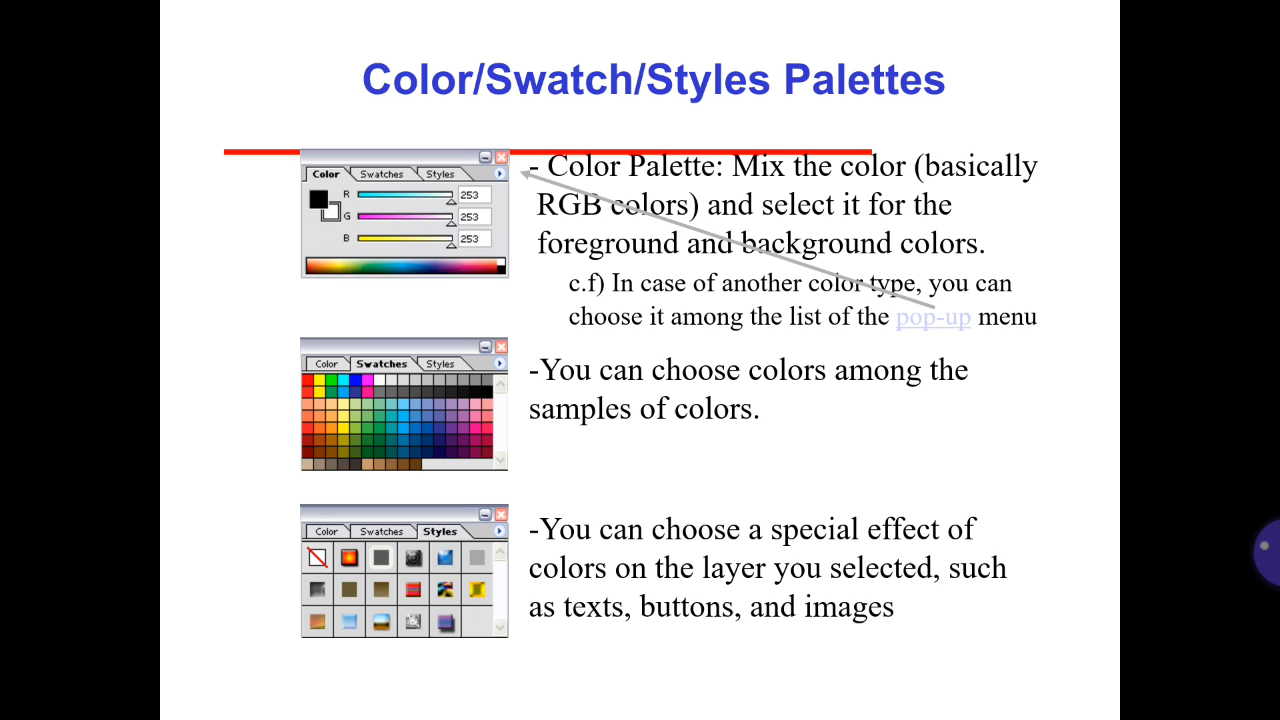 Color/Swatch/Styles Palettes
Color Swatches Styles
R 253
G 253
B 253
- Color Palette: Mix the color (basically
RGB colors) and select it for the
foreground and background colors.
c.f) In case of another color type, you can
choose it among the list of the pop-up menu
Color Swatches Styles
-You can choose colors among the
samples of colors.
Color Swatches Styles
-You can choose a special effect of
colors on the layer you selected, such
as texts, buttons, and images